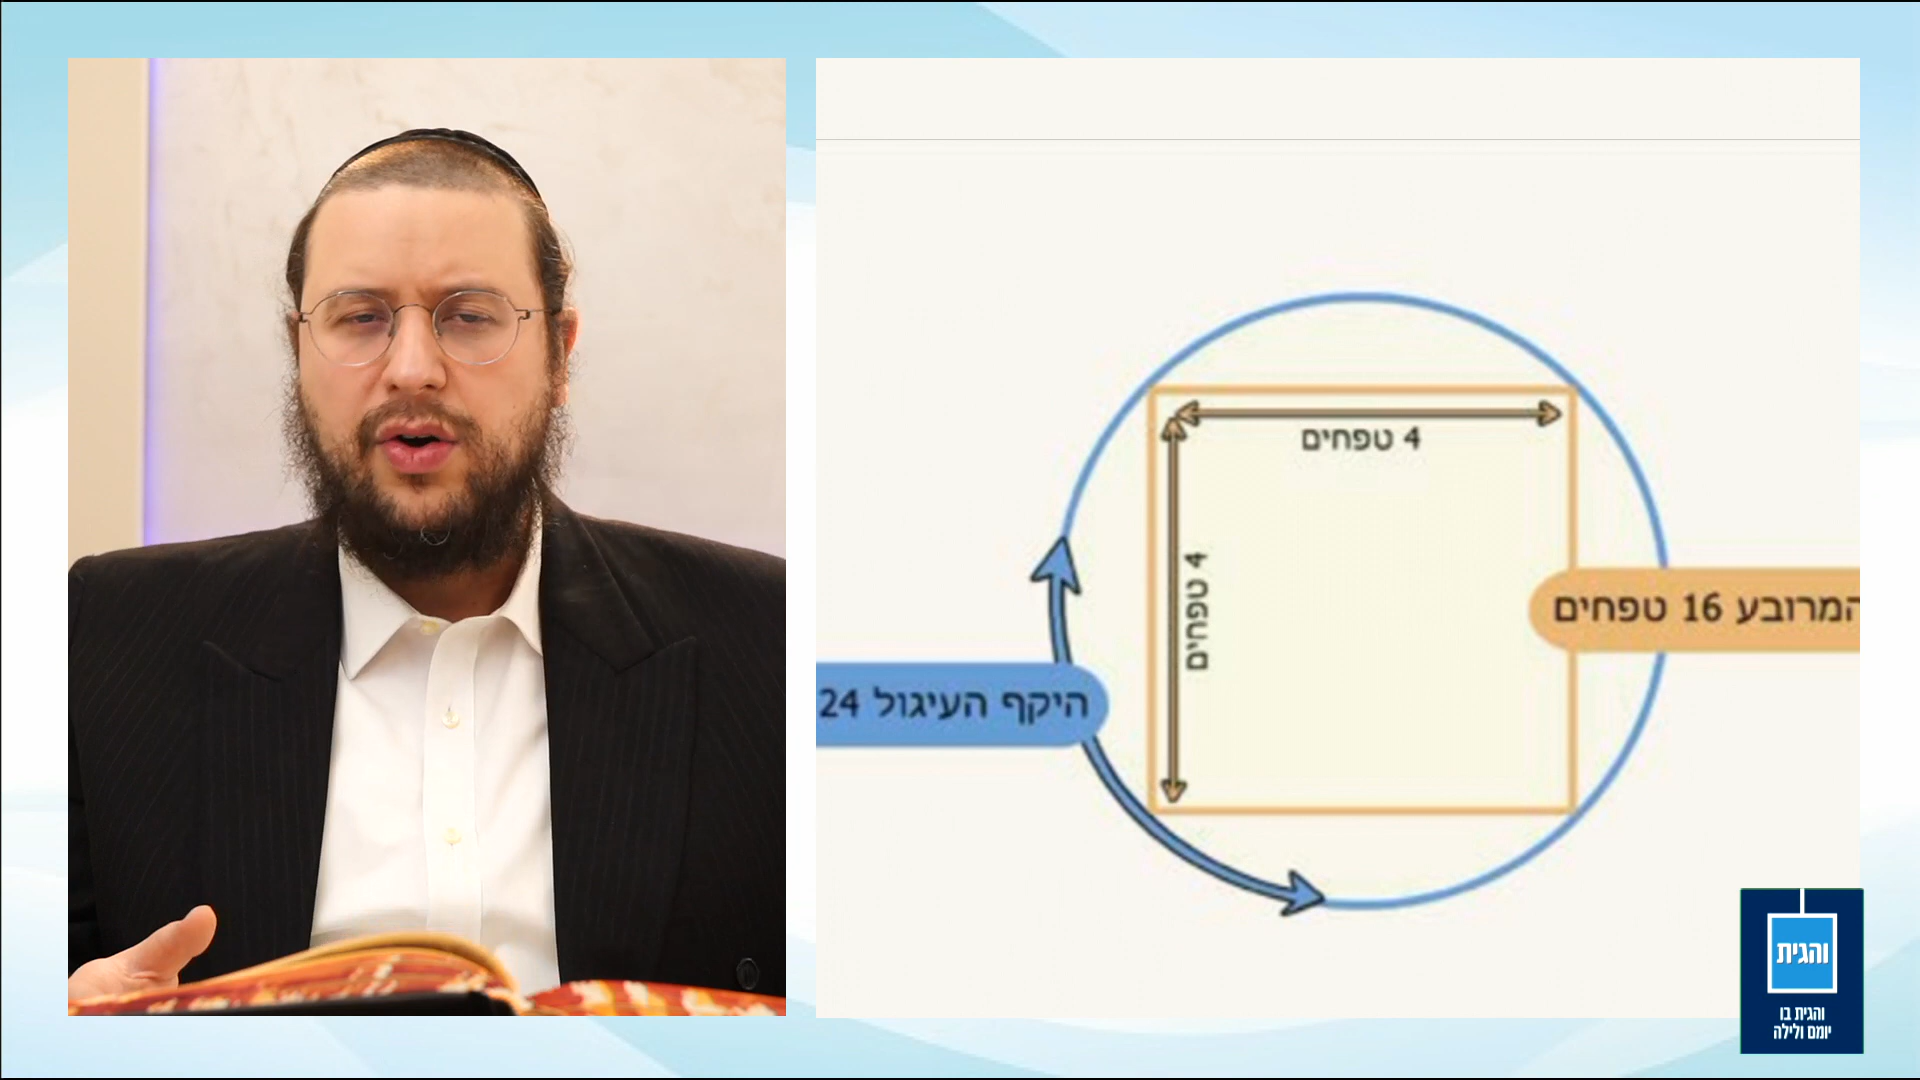 4 טפחים
4 טפחים
המרובע 16 טפחים
היקף העיגול 24
והגית
והגית בו
יומם ולילה